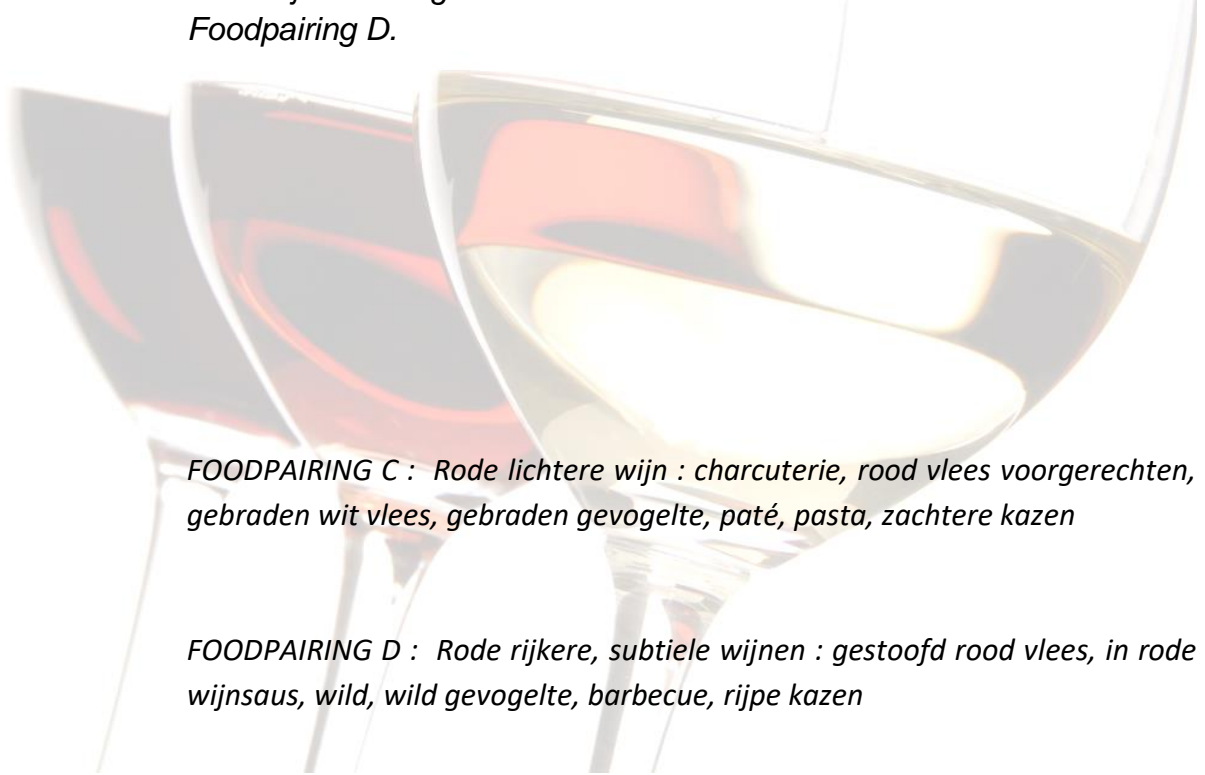 Foodpairing D.
FOODPAIRING C : Rode lichtere wijn : charcuterie, rood vlees voorgerechten,
gebraden wit vlees, gebraden gevogelte, paté, pasta, zachtere kazen
FOODPAIRING D : Rode rijkere, subtiele wijnen : gestoofd rood vlees, in rode
wijnsaus, wild, wild gevogelte, barbecue, rijpe kazen